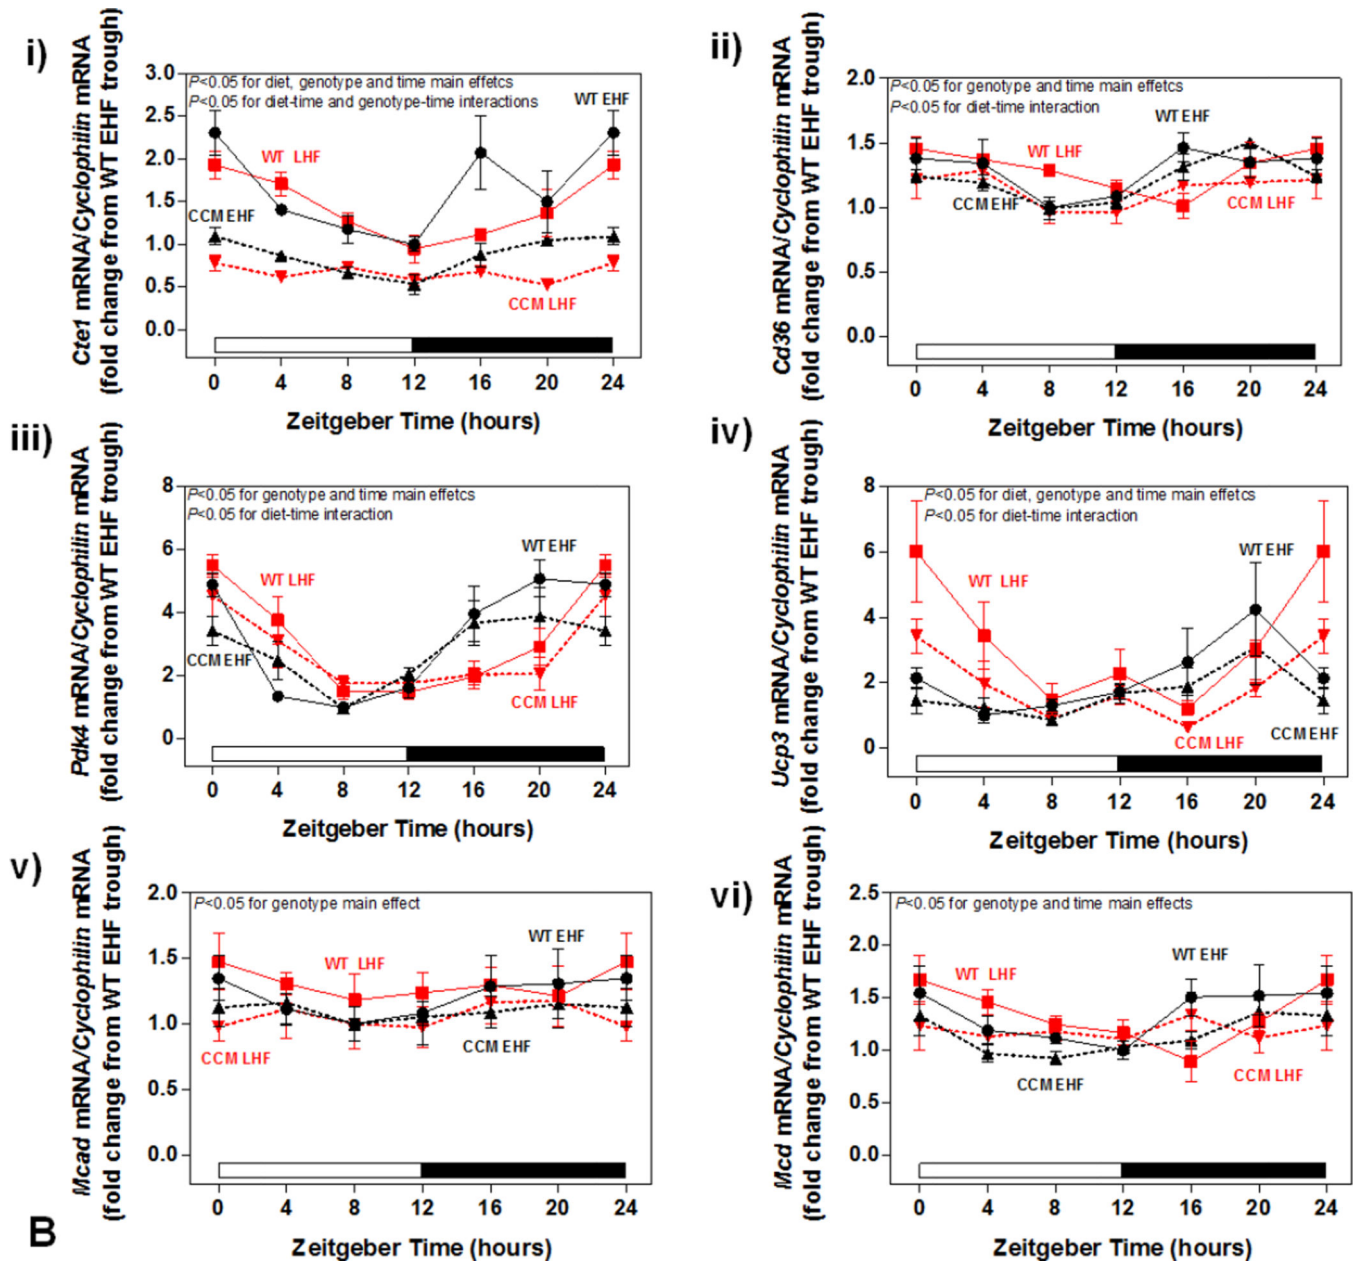 i)
Cte1 mRNA/Cyclophilin mRNA
(fold change from WT EHF trough)
3.0
2.5
2.0
1.5
1.0
0.5
0.0
P<0.05 for diet, genotype and time main effetcs
P<0.05 for diet-time and genotype-time interactions
WT EHF
WT LHF
CCM EHF
CCM LHF
0 4 8 12 16 20 24
Zeitgeber Time (hours)
ii)
Cd36 mRNA/Cyclophilin mRNA
(fold change from WT EHF trough)
2.0
1.5
1.0
0.5
0.0
P<0.05 for genotype and time main effetcs
P<0.05 for diet-time interaction
WT EHF
WT LHF
CCM EHF
CCM LHF
0 4 8 12 16 20 24
Zeitgeber Time (hours)
iii)
Pdk4 mRNA/Cyclophilin mRNA
(fold change from WT EHF trough)
8
6
4
2
0
P<0.05 for genotype and time main effetcs
P<0.05 for diet-time interaction
WT EHF
WT LHF
CCM EHF
CCM LHF
0 4 8 12 16 20 24
Zeitgeber Time (hours)
iv)
Ucp3 mRNA/Cyclophilin mRNA
(fold change from WT EHF trough)
8
6
4
2
0
P<0.05 for diet, genotype and time main effetcs
P<0.05 for diet-time interaction
WT EHF
WT LHF
CCM EHF
CCM LHF
0 4 8 12 16 20 24
Zeitgeber Time (hours)
v)
Mcad mRNA/Cyclophilin mRNA
(fold change from WT EHF trough)
2.0
1.5
1.0
0.5
0.0
P<0.05 for genotype main effect
WT EHF
WT LHF
CCM EHF
CCM LHF
0 4 8 12 16 20 24
Zeitgeber Time (hours)
vi)
Mcd mRNA/Cyclophilin mRNA
(fold change from WT EHF trough)
2.5
2.0
1.5
1.0
0.5
0.0
P<0.05 for genotype and time main effects
WT EHF
WT LHF
CCM EHF
CCM LHF
0 4 8 12 16 20 24
Zeitgeber Time (hours)
B